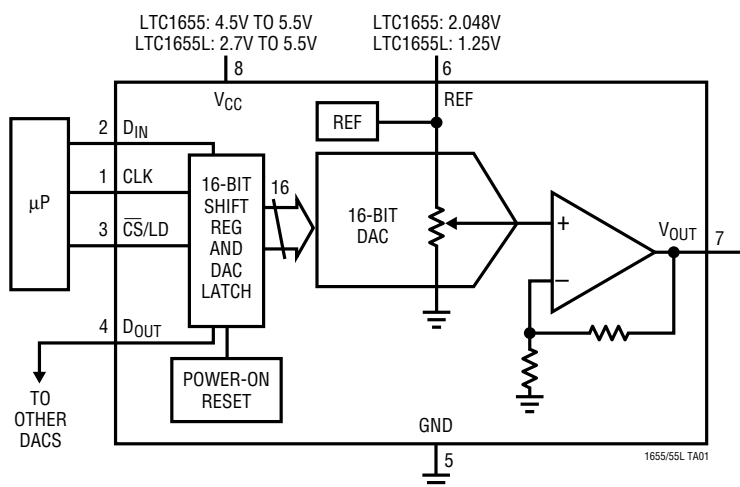 LTC1655: 4.5V TO 5.5V
LTC1655L: 2.7V TO 5.5V
LTC1655: 2.048V
LTC1655L: 1.25V
8
6
VCC
REF
REF
μP
2
DIN
1
CLK
3
C̅S̅/LD
4
DOUT
16-BIT
SHIFT
REG
AND
DAC
LATCH
16
16-BIT
DAC
+
–
VOUT
7
POWER-ON
RESET
TO
OTHER
DACS
GND
5
1655/55L TA01